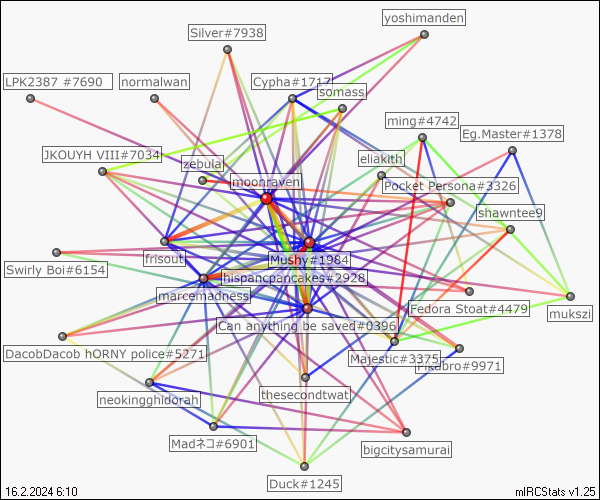 yoshimanden
Silver#7938
LPK2387 #7690
normalwan
Cypha#1717
somass
ming#4742
Eg.Master#1378
JKOUYH VIII#7034
zebula
eliakith
moonraven
Pocket Persona#3326
shawntee9
frisout
Mushy#1984
Swirly Boi#6154
hispancpancakes#2928
marcemadness
Fedora Stoat#4479
mukszi
Can anything be saved#0396
DacobDacob hORNY police#5271
Majestic#3375
Pikabro#9971
neokingghidorah
thesecondtwat
Madネコ#6901
bigcitysamurai
Duck#1245
16.2.2024 6:10
mIRCStats v1.25